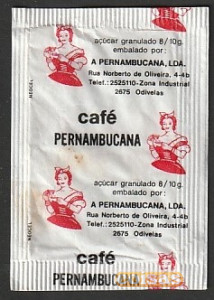 açúcar granulado 8/10g.
embalado por:
A PERNAMBUCANA, LDA.
Rua Norberto de Oliveira, 4-4b
Telef.: 2525110-Zona Industrial
2675 Odivelas
NEOCEL
café
PERNAMBUCANA
açúcar granulado 8/10g
embalado por:
A PERNAMBUCANA, LDA.
Rua Norberto de Oliveira, 4-4b
Telef.: 2525110-Zona Industrial
2675 Odivelas
NEOCEL
café
PERNAMBUCANA